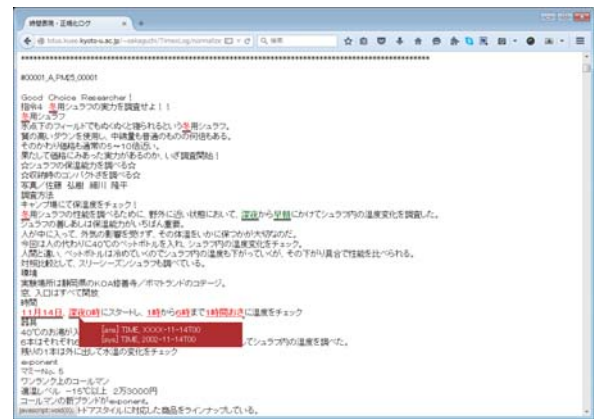 時間表現・正規化ログ
#00001_A_PM25_00001
Good Choice Researcher!
指令4 冬用シュラフの実力を調査せよ!!
冬用シュラフ
氷点下のフィールドでもぬくぬくと寝られるという冬用シュラフ。
質の高いダウンを使用し、中綿量も普通のものの何倍もある。
そのかわり価格も通常の5~10倍近い。
果たして価格にみあった実力があるのか、いざ調査開始!
☆シュラフの保温能力を調べる☆
☆収納時のコンパクトさを調べる☆
写真/佐藤 弘樹 細川 隆平
調査方法
キャンプ場にて保温度をチェック!
冬用シュラフの性能を調べるために、野外に近い状態において、深夜から早朝にかけてシュラフ内の温度変化を調査した。
シュラフの善しあしは保温能力がいちばん重要。
人が中に入って、外気の影響を受けず、その体温をいかに保つかが大切なのだ。
今回は人の代わりに40℃のペットボトルを入れ、シュラフ内の温度変化をチェック。
人間と違い、ペットボトルは冷めていくのでシュラフ内の温度も下がっていくが、その下がり具合で性能を比べられる。
対照比較として、スリーシーズンシュラフも調べている。
環境
実験場所は静岡県のKOA修善寺/ポマトランドのコテージ。
窓、入口はすべて開放
時間
11月14日、深夜0時にスタートし、1時から6時まで1時間おきに温度をチェック
器具
40℃のお湯が入
[ans] TIME, XXXX-11-14T00
[sys] TIME, 2002-11-14T00
6本はそれぞれ
てシュラフ内の温度を調べた。
残りの1本は外に出して水温の変化をチェック
exponent
マミーNo. 5
ワンランク上のコールマン
適温レベル -15℃以上 2万3000円
コールマンの新ブランドがexponent。
javascript:void(0);
トドアスタイルに対応した商品をラインナップしている。